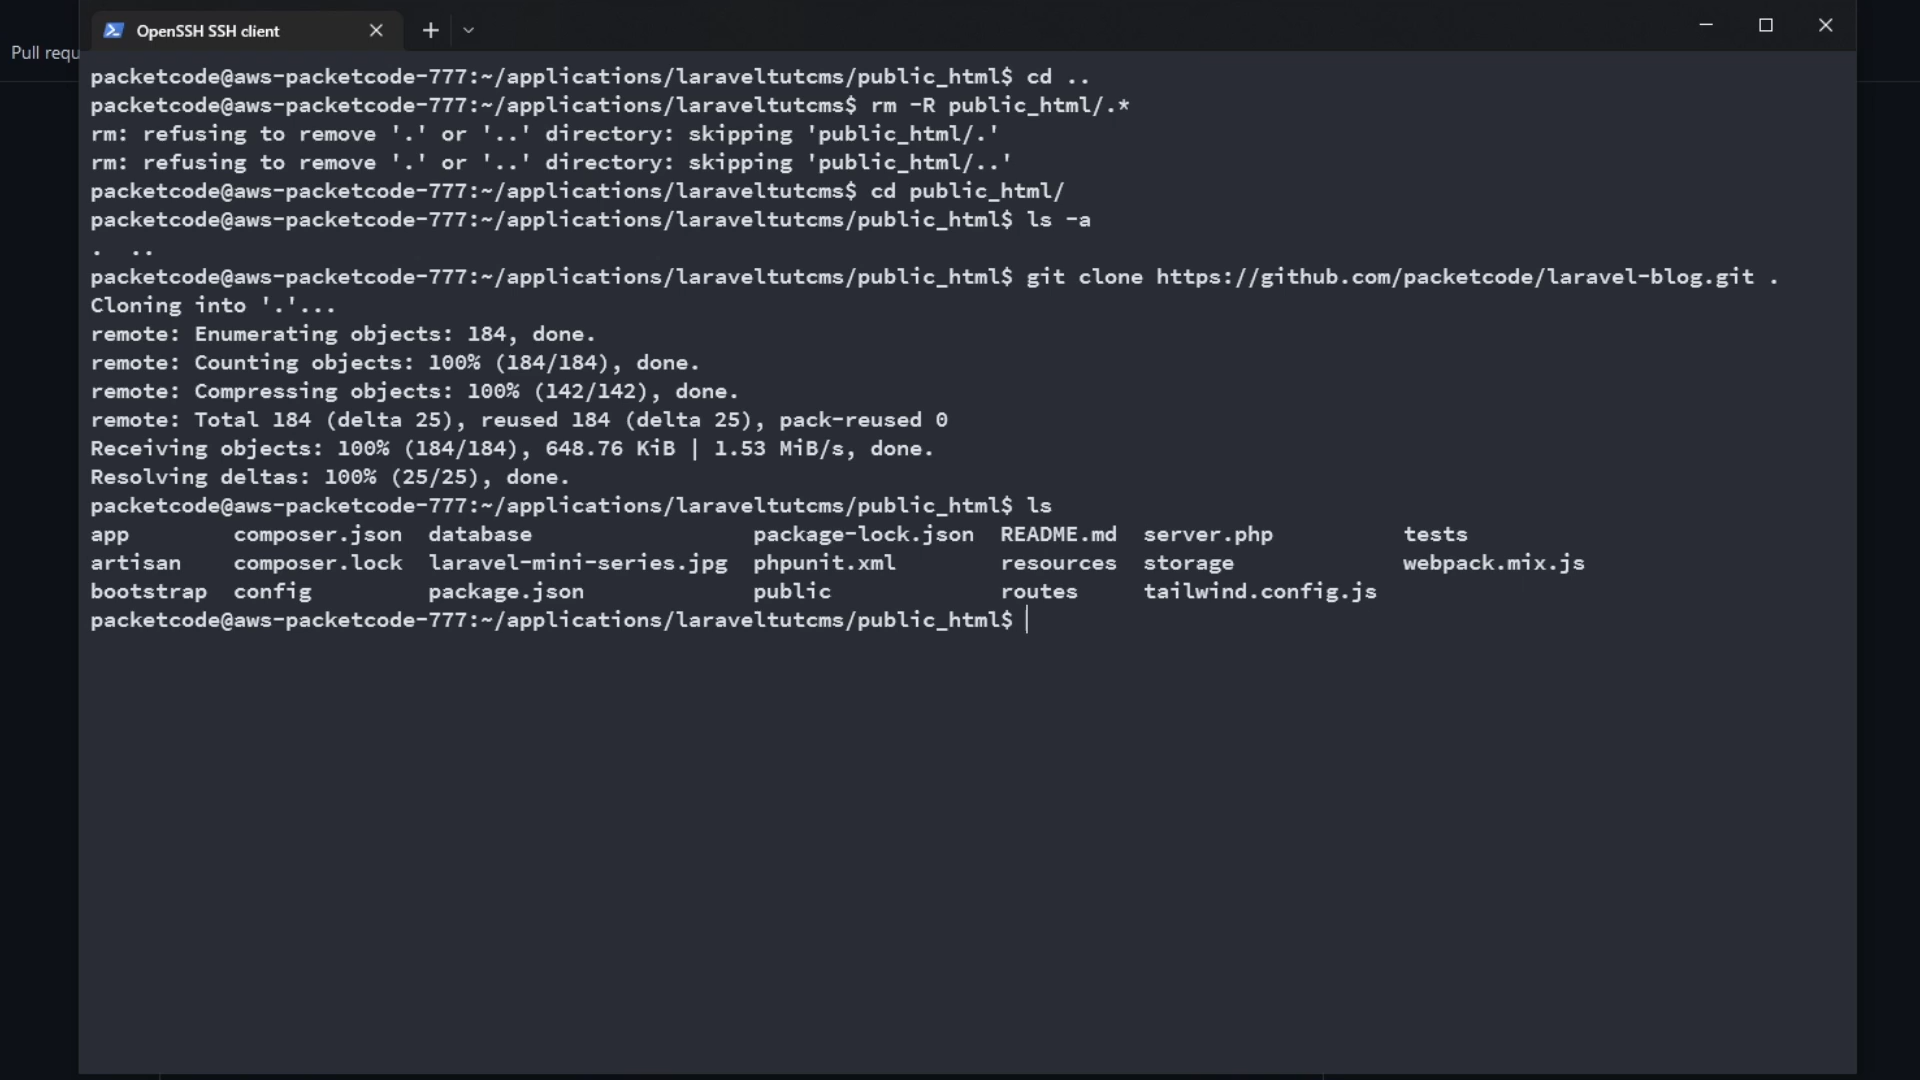 OpenSSH SSH client
Pull requ
packetcode@aws-packetcode-777:~/applications/laraveltutcms/public_html$ cd ..
packetcode@aws-packetcode-777:~/applications/laraveltutcms$ rm -R public_html/.*
rm: refusing to remove '.' or '..' directory: skipping 'public_html/.'
rm: refusing to remove '.' or '..' directory: skipping 'public_html/..'
packetcode@aws-packetcode-777:~/applications/laraveltutcms$ cd public_html/
packetcode@aws-packetcode-777:~/applications/laraveltutcms/public_html$ ls -a
.  ..
packetcode@aws-packetcode-777:~/applications/laraveltutcms/public_html$ git clone https://github.com/packetcode/laravel-blog.git .
Cloning into '.'...
remote: Enumerating objects: 184, done.
remote: Counting objects: 100% (184/184), done.
remote: Compressing objects: 100% (142/142), done.
remote: Total 184 (delta 25), reused 184 (delta 25), pack-reused 0
Receiving objects: 100% (184/184), 648.76 KiB | 1.53 MiB/s, done.
Resolving deltas: 100% (25/25), done.
packetcode@aws-packetcode-777:~/applications/laraveltutcms/public_html$ ls
app        composer.json  database                package-lock.json  README.md  server.php          tests
artisan    composer.lock  laravel-mini-series.jpg  phpunit.xml        resources  storage             webpack.mix.js
bootstrap  config         package.json            public             routes     tailwind.config.js
packetcode@aws-packetcode-777:~/applications/laraveltutcms/public_html$